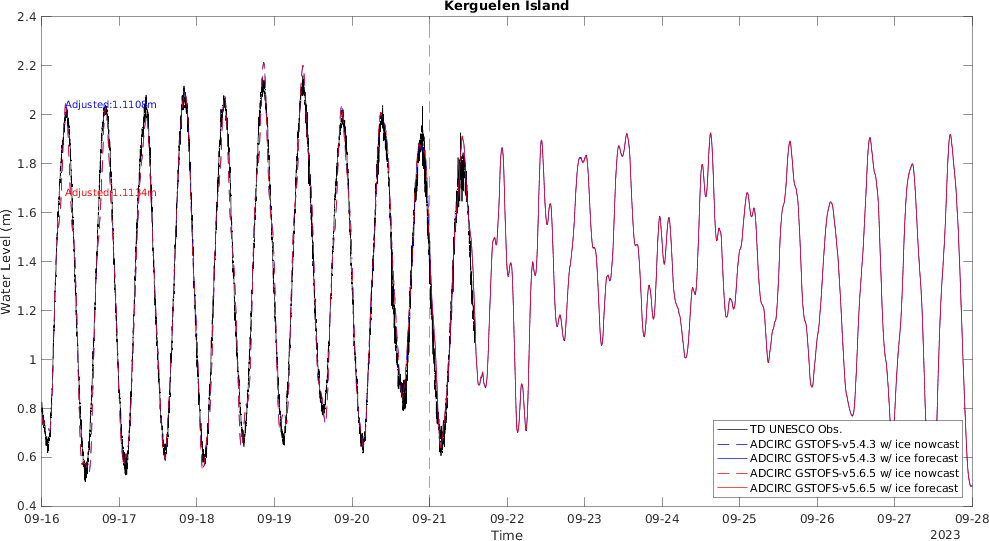 Kerguelen Island
2.4
2.2
2
1.8
1.6
1.4
1.2
1
0.8
0.6
0.4
Water Level (m)
Adjusted:1.1108m
Adjusted:1.1134m
TD UNESCO Obs.
ADCIRC GSTOFS-v5.4.3 w/ ice nowcast
ADCIRC GSTOFS-v5.4.3 w/ ice forecast
ADCIRC GSTOFS-v5.6.5 w/ ice nowcast
ADCIRC GSTOFS-v5.6.5 w/ ice forecast
09-16 09-17 09-18 09-19 09-20 09-21 09-22 09-23 09-24 09-25 09-26 09-27 09-28
Time
2023